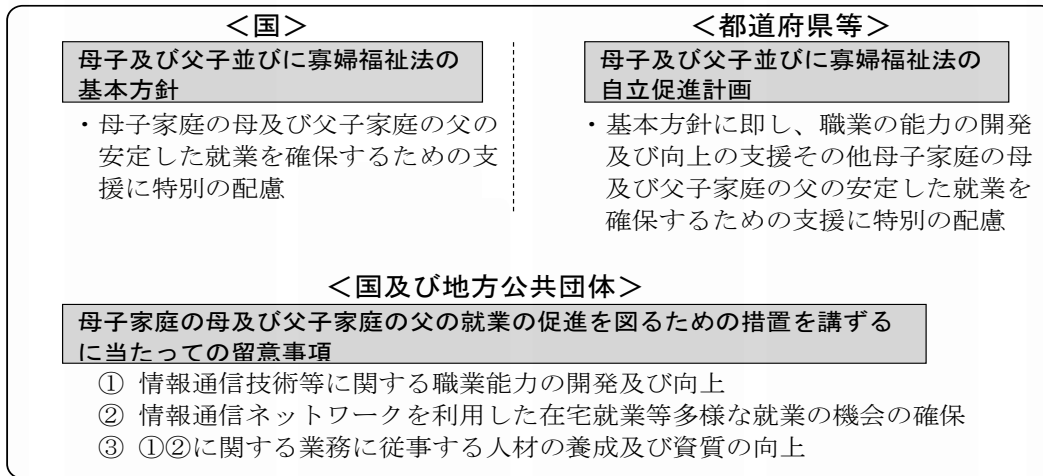 ＜国＞
母子及び父子並びに寡婦福祉法の
基本方針
・母子家庭の母及び父子家庭の父の
安定した就業を確保するための支
援に特別の配慮
＜都道府県等＞
母子及び父子並びに寡婦福祉法の
自立促進計画
・基本方針に即し、職業の能力の開発
及び向上の支援その他母子家庭の母
及び父子家庭の父の安定した就業を
確保するための支援に特別の配慮
＜国及び地方公共団体＞
母子家庭の母及び父子家庭の父の就業の促進を図るための措置を講ずる
に当たっての留意事項
① 情報通信技術等に関する職業能力の開発及び向上
② 情報通信ネットワークを利用した在宅就業等多様な就業の機会の確保
③ ①②に関する業務に従事する人材の養成及び資質の向上